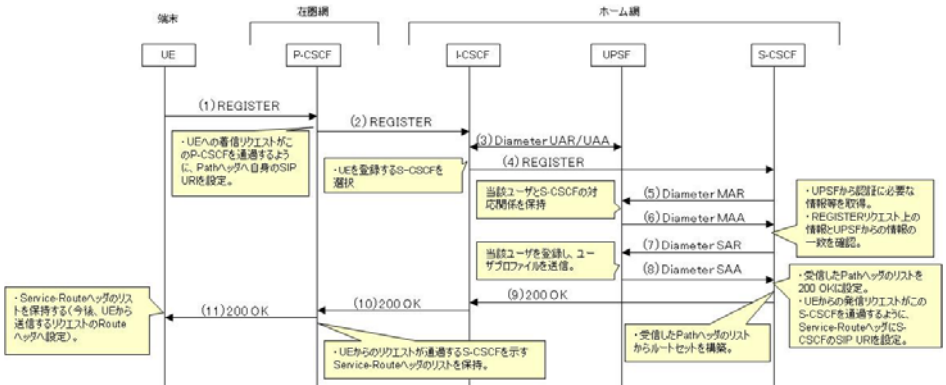 端末
在圏網
ホーム網
UE
P-CSCF
I-CSCF
UPSF
S-CSCF
(1)REGISTER
(2)REGISTER
・UEへの着信リクエストがこ
のP-CSCFを通過するよう
に、Pathヘッダへ自身のSIP
URIを設定。
(3)Diameter UAR/UAA
(4)REGISTER
・UEを登録するS-CSCFを
選択
当該ユーザとS-CSCFの対
応関係を保持
(5)Diameter MAR
(6)Diameter MAA
・UPSFから認証に必要な
情報等を取得。
・REGISTERリクエスト上の
情報とUPSFからの情報の
一致を確認。
(7)Diameter SAR
当該ユーザを登録し、ユー
ザプロファイルを送信。
(8)Diameter SAA
(9)200 OK
・受信したPathヘッダのリストを
200 OKに設定。
・UEからの発信リクエストがこの
S-CSCFを通過するように、
Service-RouteヘッダにS-
CSCFのSIP URIを設定。
(10)200 OK
(11)200 OK
・Service-Routeヘッダのリス
トを保持する(今後、UEから
送信するリクエストのRoute
ヘッダへ設定)。
・UEからのリクエストが通過するS-CSCFを示す
Service-Routeヘッダのリストを保持。
・受信したPathヘッダのリスト
からルートセットを構築。